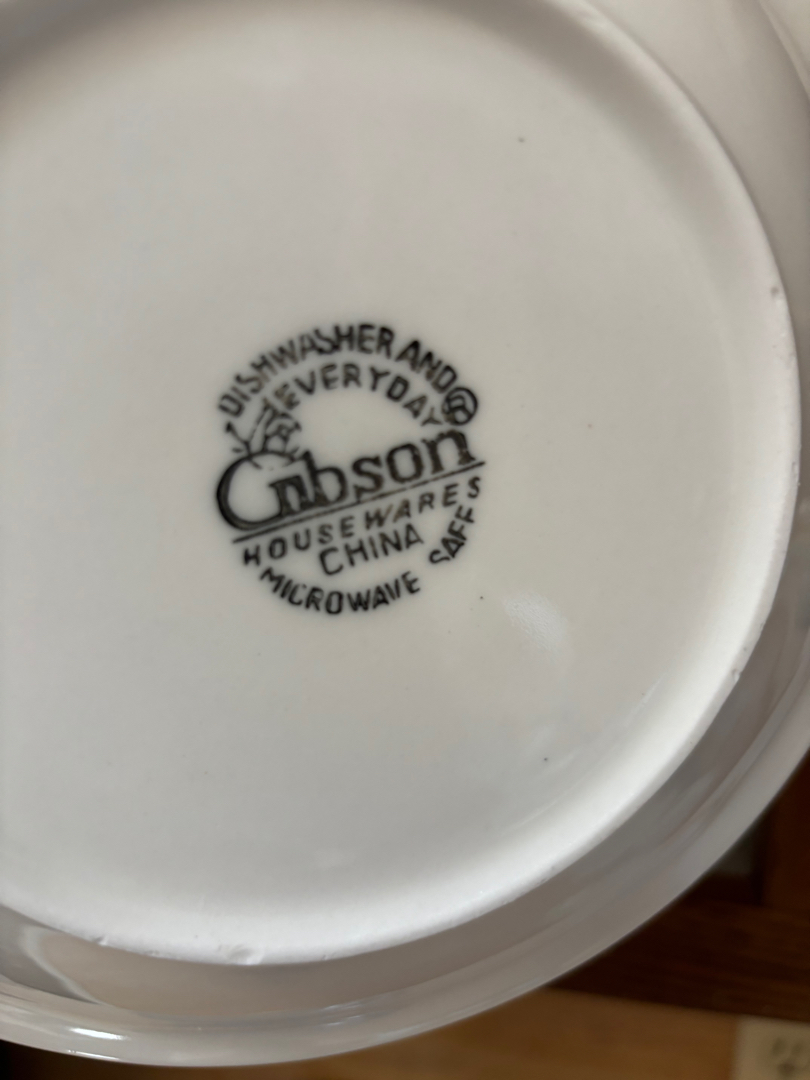 DISHWASHER AND
EVERYDAY
Gibson
HOUSEWARES
CHINA
MICROWAVE SAFE